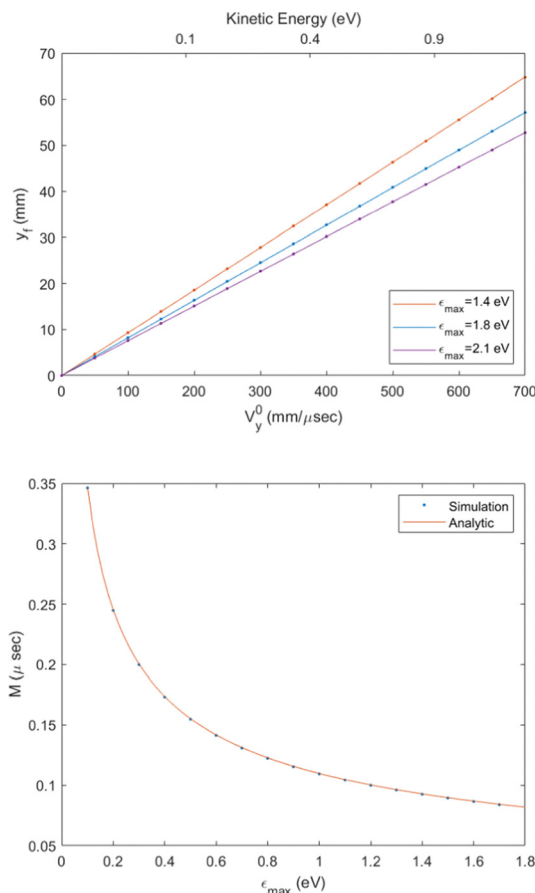 Kinetic Energy (eV)
0.1 0.4 0.9
70
60
50
40
30
20
10
0
y_f (mm)
ϵ_max=1.4 eV
ϵ_max=1.8 eV
ϵ_max=2.1 eV
0 100 200 300 400 500 600 700
V_y^0 (mm/μsec)
0.35
0.3
0.25
0.2
0.15
0.1
0.05
M (μ sec)
Simulation
Analytic
0 0.2 0.4 0.6 0.8 1 1.2 1.4 1.6 1.8
ϵ_max (eV)